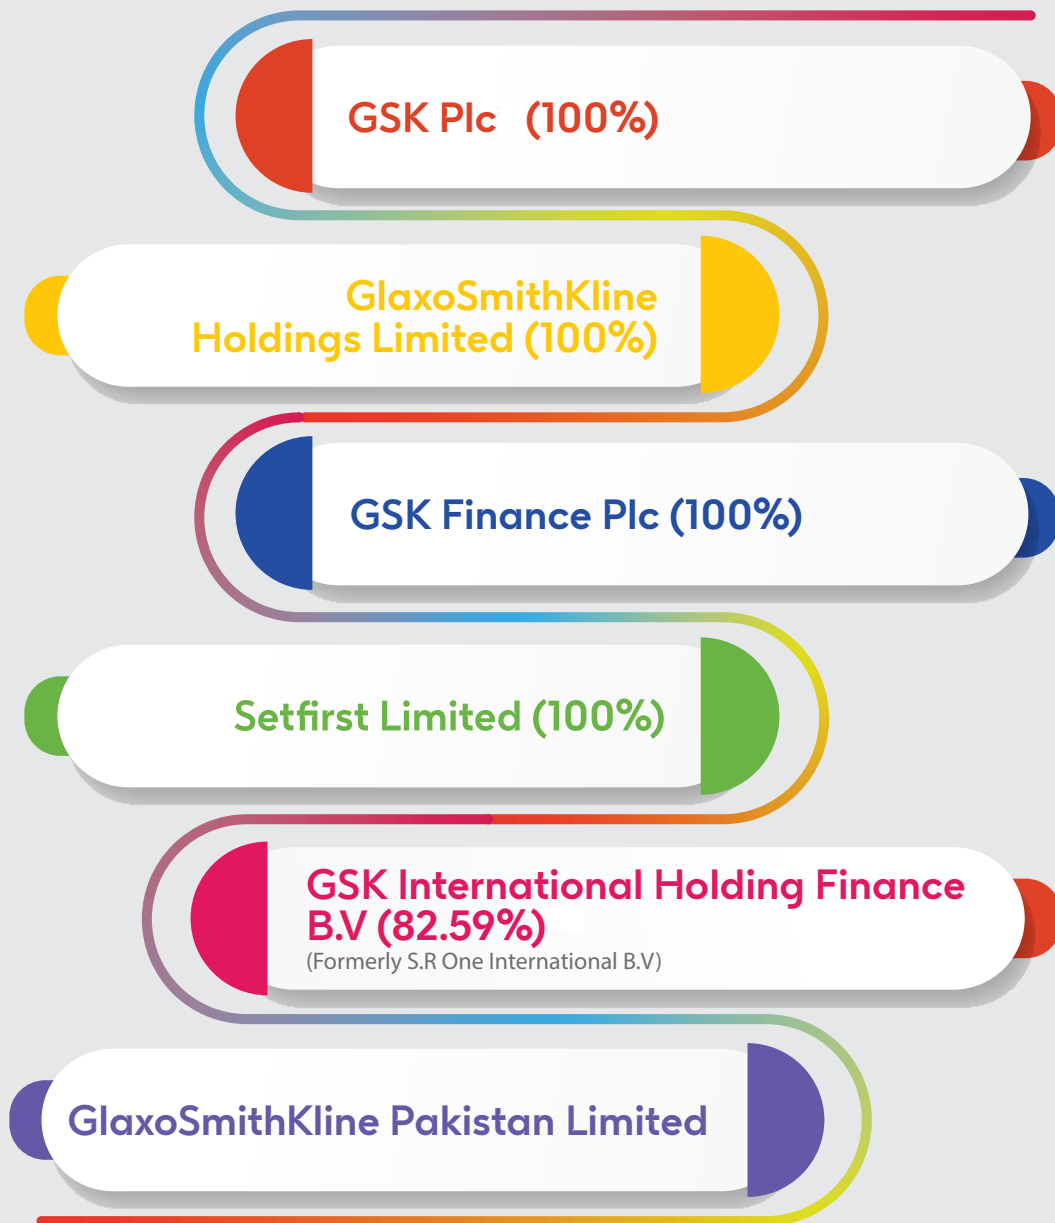 GSK Plc (100%)
GlaxoSmithKline
Holdings Limited (100%)
GSK Finance Plc (100%)
Setfirst Limited (100%)
GSK International Holding Finance
B.V (82.59%)
(Formerly S.R One International B.V)
GlaxoSmithKline Pakistan Limited